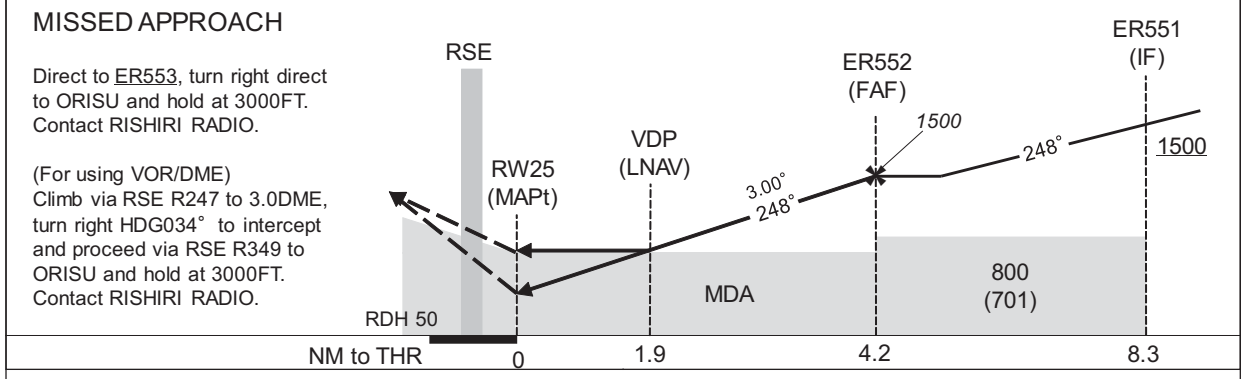 MISSED APPROACH
Direct to ER553, turn right direct
to ORISU and hold at 3000FT.
Contact RISHIRI RADIO.
(For using VOR/DME)
Climb via RSE R247 to 3.0DME,
turn right HDG034° to intercept
and proceed via RSE R349 to
ORISU and hold at 3000FT.
Contact RISHIRI RADIO.
RSE
RW25
(MAPt)
VDP
(LNAV)
ER552
(FAF)
ER551
(IF)
1500
1500
3.00°
248°
248°
MDA
800
(701)
RDH 50
NM to THR
0
1.9
4.2
8.3